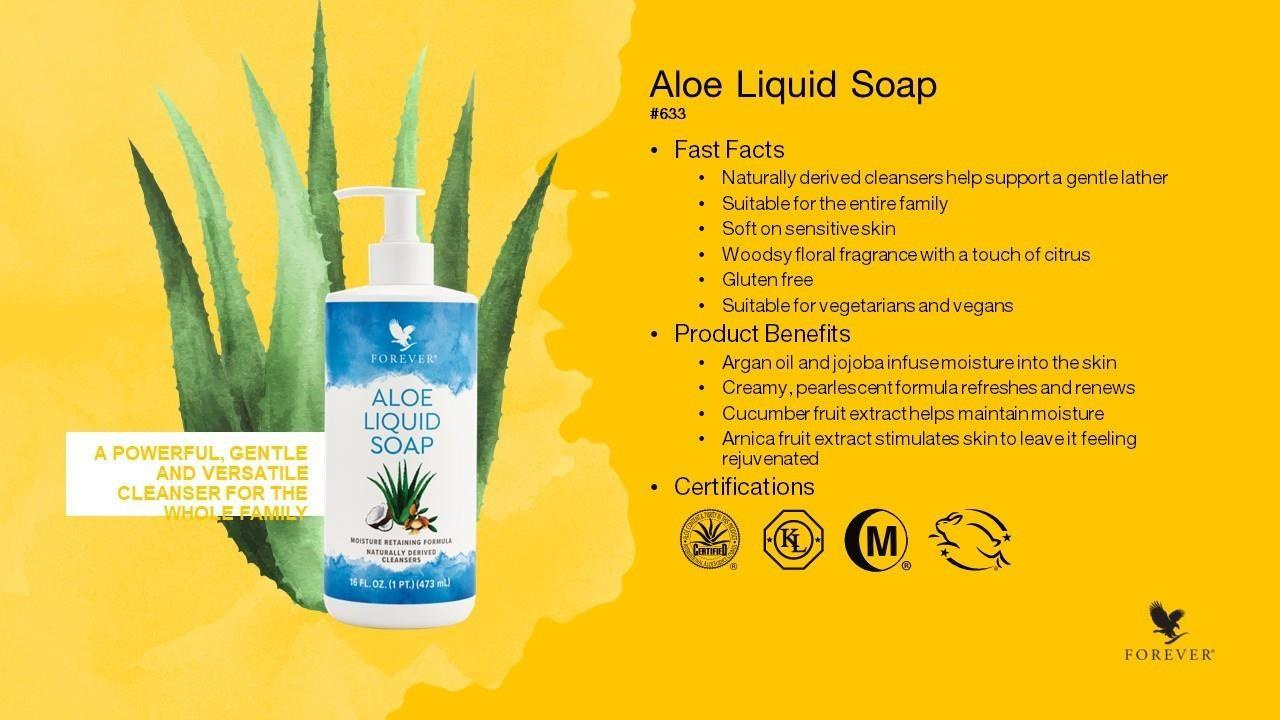 Aloe Liquid Soap
#633
• Fast Facts
• Naturally derived cleansers help support a gentle lather
• Suitable for the entire family
• Soft on sensitive skin
• Woodsy floral fragrance with a touch of citrus
• Gluten free
• Suitable for vegetarians and vegans
• Product Benefits
• Argan oil and jojoba infuse moisture into the skin
• Creamy, pearlescent formula refreshes and renews
• Cucumber fruit extract helps maintain moisture
• Arnica fruit extract stimulates skin to leave it feeling
rejuvenated
• Certifications
CERTIFIED
®
KL
M
®
FOREVER®
A POWERFUL, GENTLE
AND VERSATILE
CLEANSER FOR THE
WHOLE FAMILY
FOREVER®
ALOE
LIQUID
SOAP
MOISTURE RETAINING FORMULA
NATURALLY DERIVED
CLEANSERS
16 FL. OZ. (1 PT.) (473 mL)